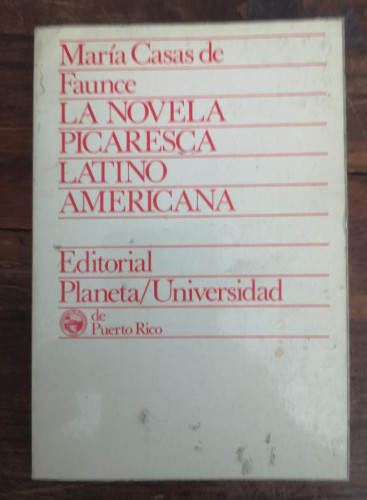 María Casas de
Faunce
LA NOVELA
PICARESCA
LATINO
AMERICANA
Editorial
Planeta/Universidad
de
Puerto Rico